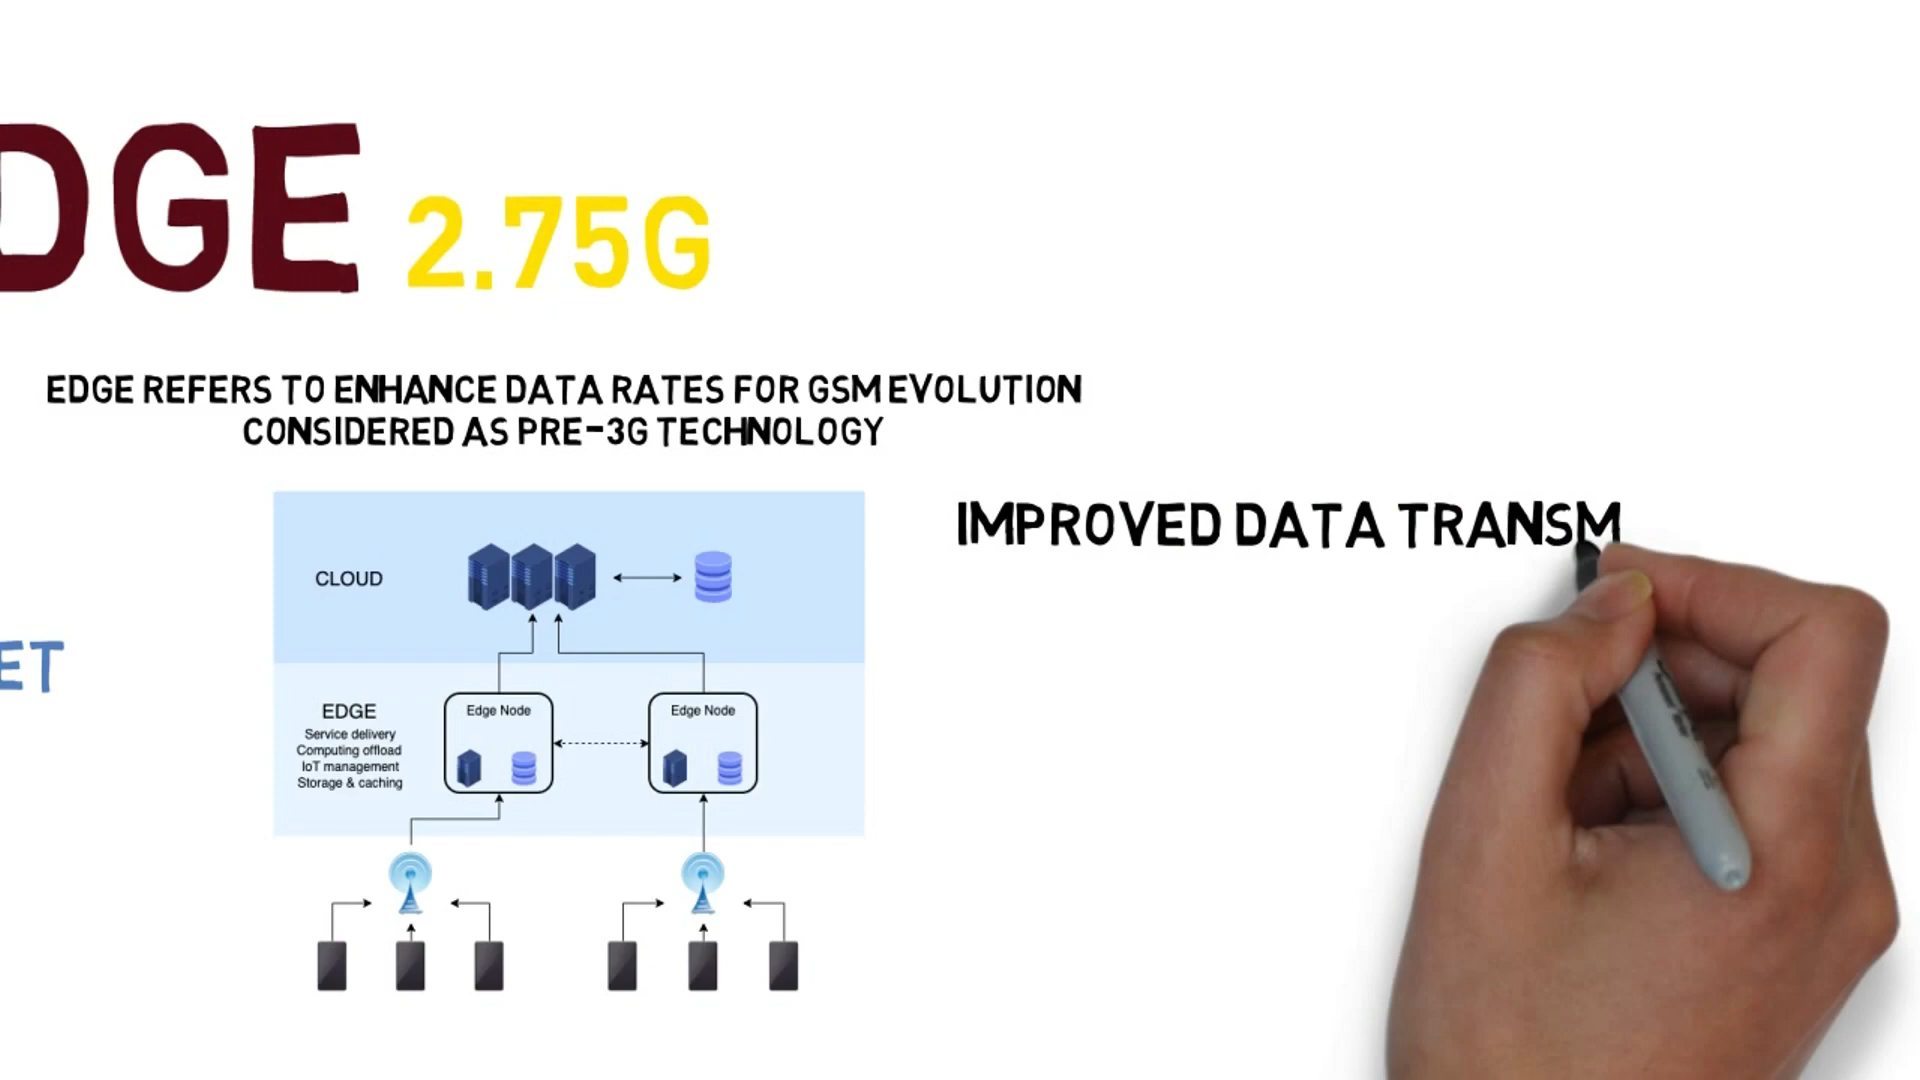 DGE 2.75G
EDGE REFERS TO ENHANCE DATA RATES FOR GSM EVOLUTION
CONSIDERED AS PRE-3G TECHNOLOGY
IMPROVED DATA TRANSM
CLOUD
ET
EDGE
Service delivery
Computing offload
IoT management
Storage & caching
Edge Node
Edge Node